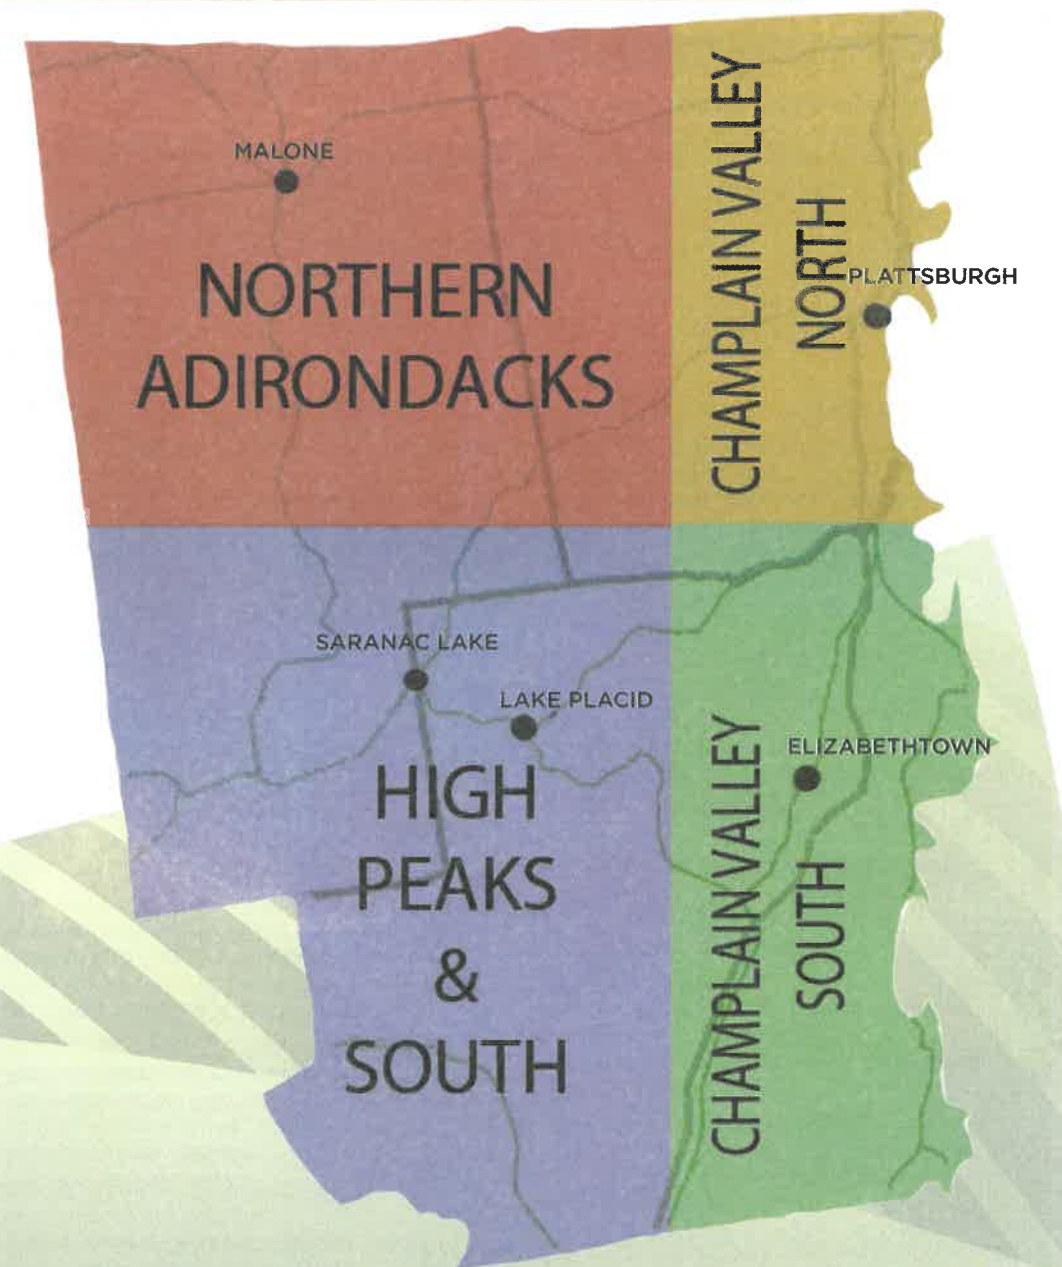 MALONE
NORTHERN
ADIRONDACKS
CHAMPLAIN VALLEY
NORTH
PLATTSBURGH
SARANAC LAKE
LAKE PLACID
HIGH
PEAKS
&
SOUTH
ELIZABETHTOWN
CHAMPLAIN VALLEY
SOUTH